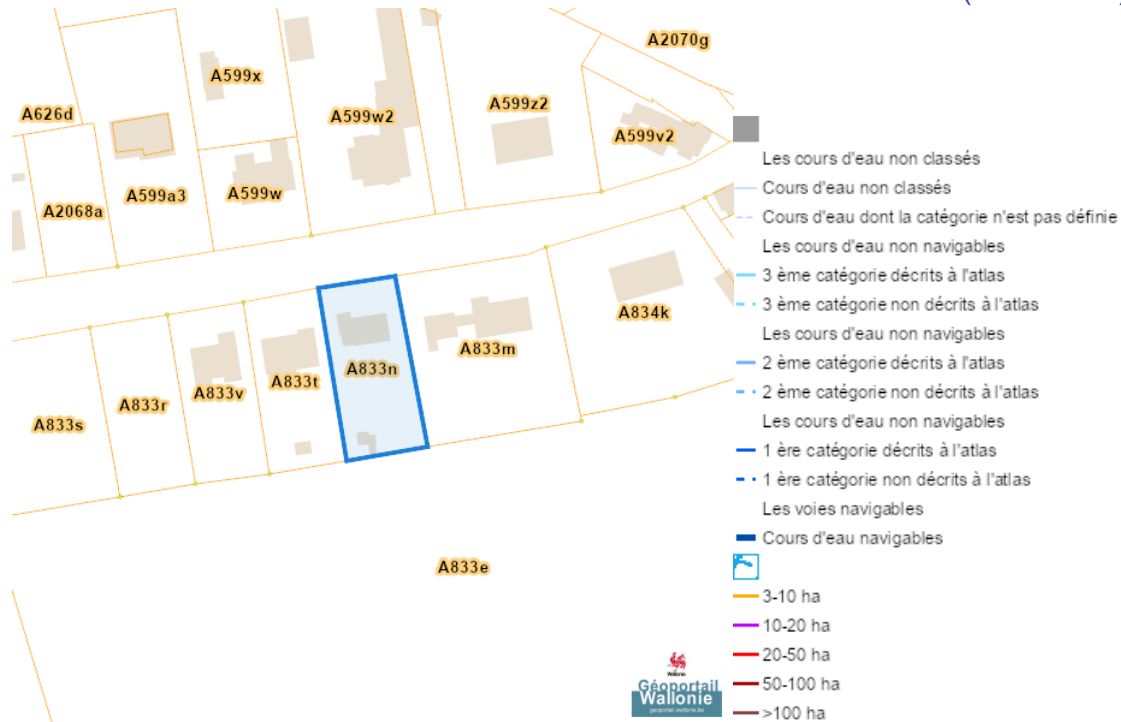 A2070g
A599x
A626d
A599w2
A599z2
A599v2
A2068a
A599a3
A599w
A834k
A833m
A833n
A833t
A833v
A833r
A833s
A833e
Les cours d'eau non classés
Cours d'eau non classés
Cours d'eau dont la catégorie n'est pas définie
Les cours d'eau non navigables
3 ème catégorie décrits à l'atlas
3 ème catégorie non décrits à l'atlas
Les cours d'eau non navigables
2 ème catégorie décrits à l'atlas
2 ème catégorie non décrits à l'atlas
Les cours d'eau non navigables
1 ère catégorie décrits à l'atlas
1 ère catégorie non décrits à l'atlas
Les voies navigables
Cours d'eau navigables
3-10 ha
10-20 ha
20-50 ha
50-100 ha
>100 ha
Wallonie
Géoportail
Wallonie
geoportail.wallonie.be